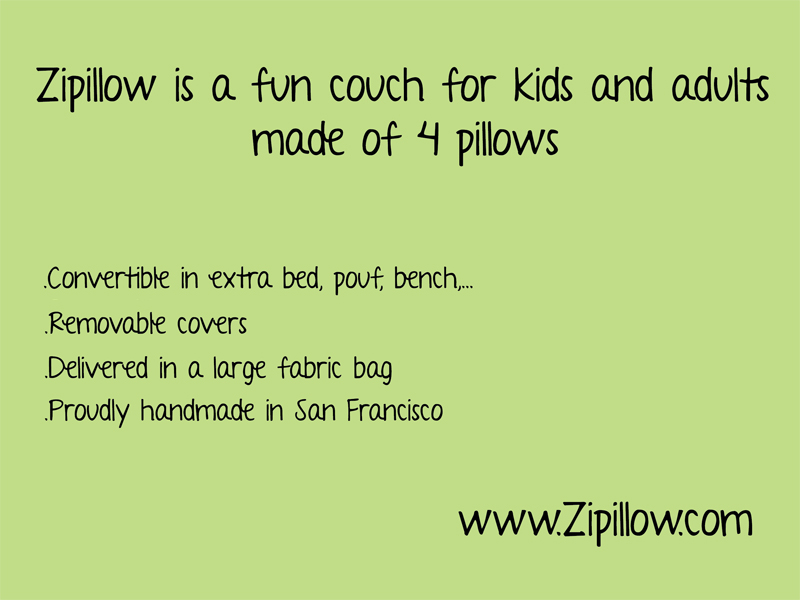 Zipillow is a fun couch for kids and adults
made of 4 pillows
.Convertible in extra bed, pouf, bench,...
.Removable covers
.Delivered in a large fabric bag
.Proudly handmade in San Francisco
www.Zipillow.com